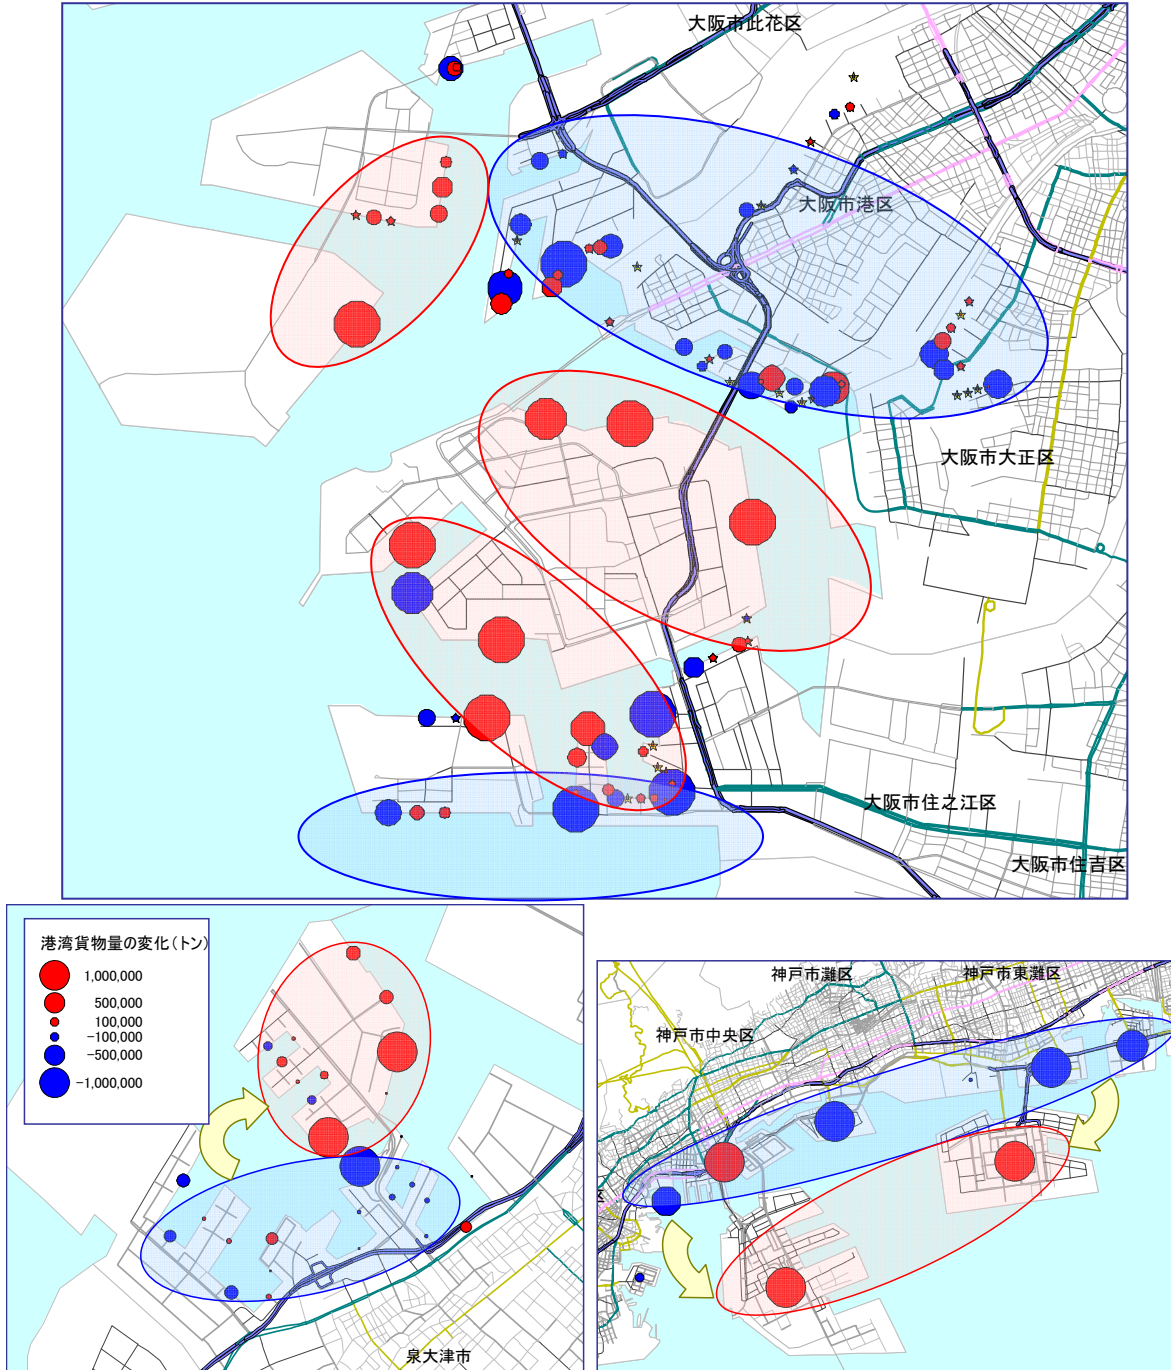 大阪市此花区
大阪市港区
大阪市大正区
大阪市住之江区
大阪市住吉区
港湾貨物量の変化(トン)
1,000,000
500,000
100,000
-100,000
-500,000
-1,000,000
泉大津市
神戸市灘区
神戸市東灘区
神戸市中央区
区